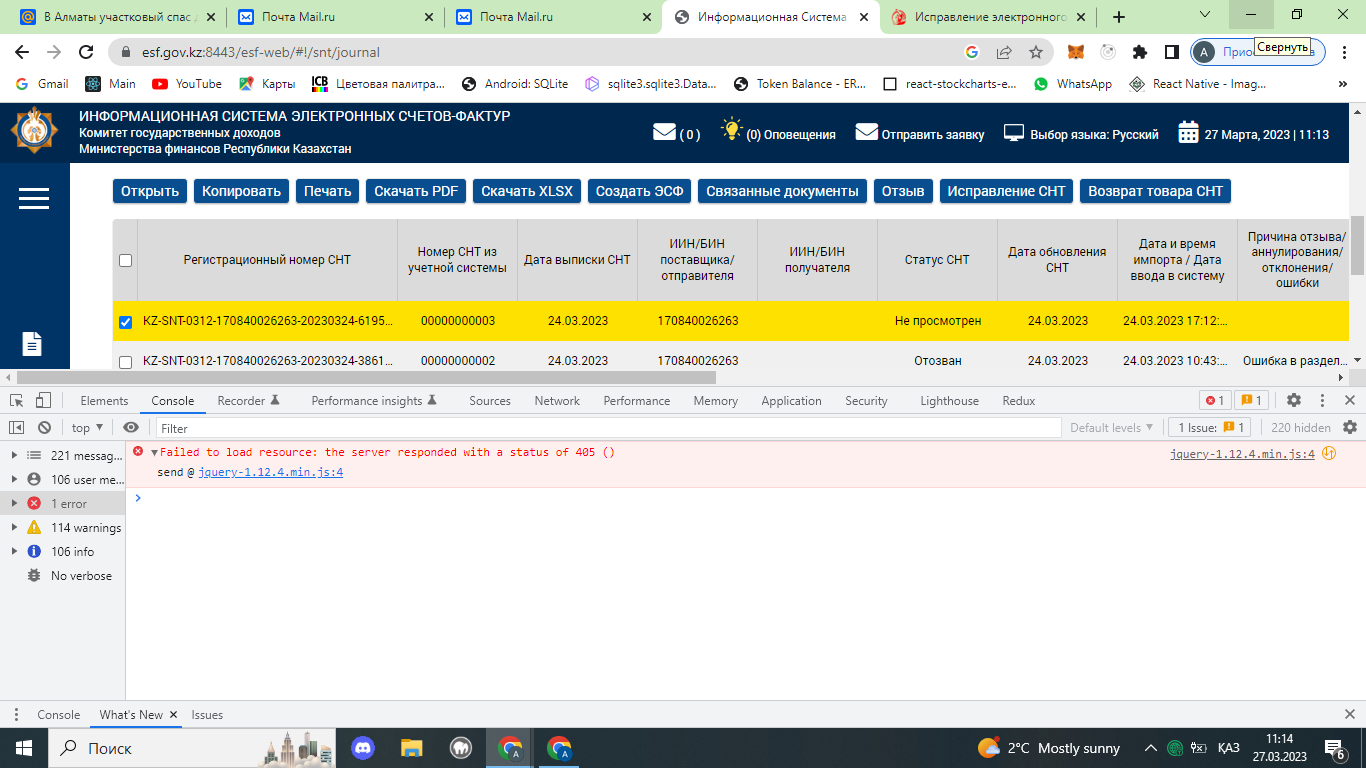 В Алматы участковый спас
Почта Mail.ru
Почта Mail.ru
Информационная Система
Исправление электронного
esf.gov.kz:8443/esf-web/#!/snt/journal
A
Свернуть
Gmail
Main
YouTube
Карты
ICB
Цветовая палитра...
Android: SQLite
sqlite3.sqlite3.Data...
Token Balance - ER...
react-stockcharts-e...
WhatsApp
React Native - Imag...
»
ИНФОРМАЦИОННАЯ СИСТЕМА ЭЛЕКТРОННЫХ СЧЕТОВ-ФАКТУР
Комитет государственных доходов
Министерства финансов Республики Казахстан
( 0 )
(0) Оповещения
Отправить заявку
Выбор языка: Русский
27 Марта, 2023 | 11:13
Открыть
Копировать
Печать
Скачать PDF
Скачать XLSX
Создать ЭСФ
Связанные документы
Отзыв
Исправление СНТ
Возврат товара СНТ
Регистрационный номер СНТ
Номер СНТ из
учетной системы
Дата выписки СНТ
ИИН/БИН
поставщика/
отправителя
ИИН/БИН
получателя
Статус СНТ
Дата обновления
СНТ
Дата и время
импорта / Дата
ввода в систему
Причина отзыва/
аннулирования/
отклонения/
ошибки
KZ-SNT-0312-170840026263-20230324-6195...
00000000003
24.03.2023
170840026263
Не просмотрен
24.03.2023
24.03.2023 17:12:...
KZ-SNT-0312-170840026263-20230324-3861...
00000000002
24.03.2023
170840026263
Отозван
24.03.2023
24.03.2023 10:43:...
Ошибка в раздел...
Elements
Console
Recorder
Performance insights
Sources
Network
Performance
Memory
Application
Security
Lighthouse
Redux
1
1
top
Filter
Default levels
1 Issue:
1
220 hidden
221 messag...
106 user me...
1 error
114 warnings
106 info
No verbose
Failed to load resource: the server responded with a status of 405 ()
jquery-1.12.4.min.js:4
send @ jquery-1.12.4.min.js:4
Console
What's New
Issues
Поиск
A
A
2°C Mostly sunny
ҚАЗ
11:14
27.03.2023
6